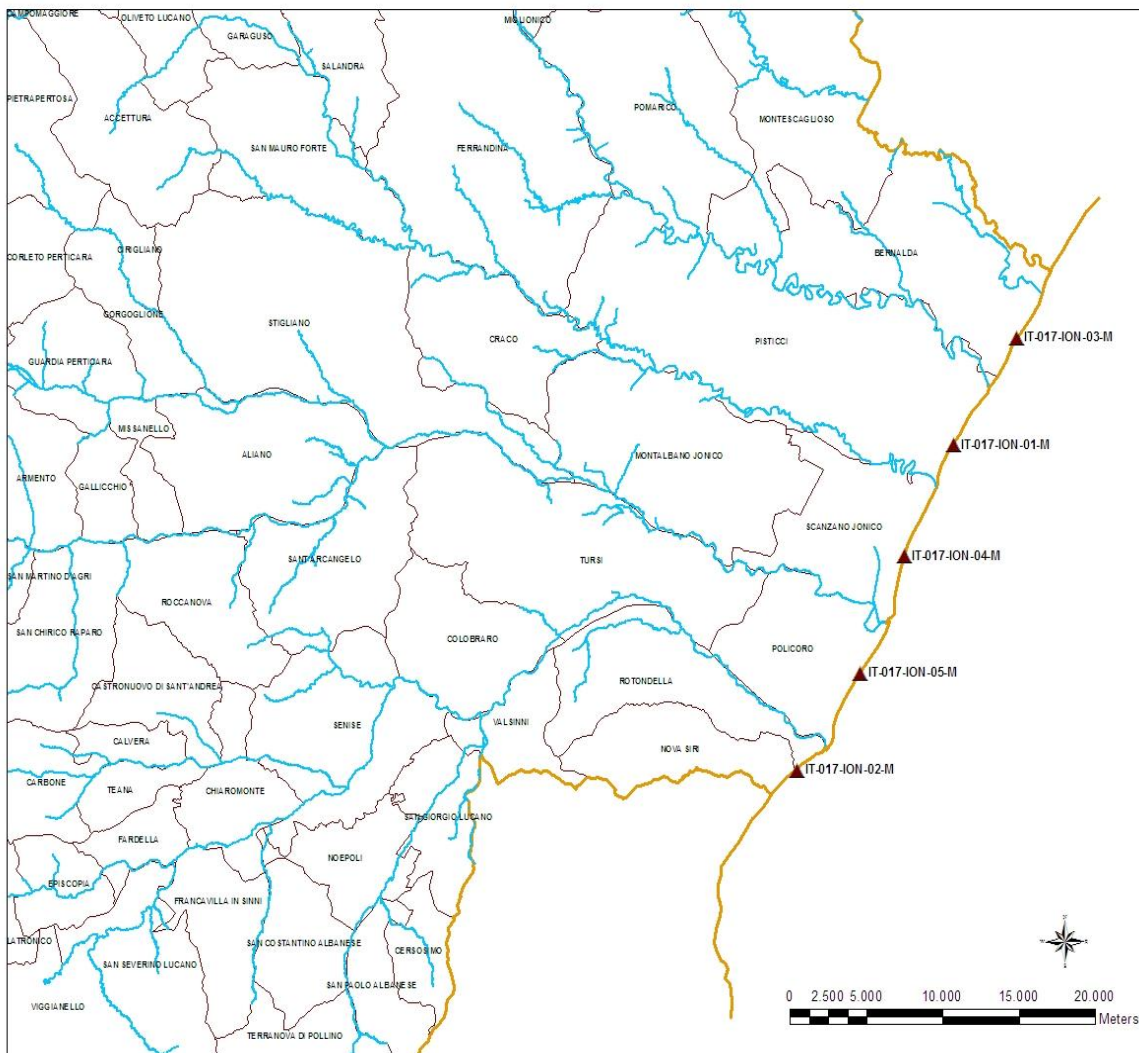 CAMPOMAGGIORE
OLIVETO LUCANO
MIGLIONICO
GARAGUSO
SALANDRA
PIETRAPERTOSA
ACCETTURA
POMARICO
MONTESCAGLIOSO
SAN MAURO FORTE
FERRANDINA
CORLETO PERTICARA
CIRIGLIANO
BERNALDA
GORGOGLIONE
STIGLIANO
CRACO
PISTICCI
IT-017-ION-03-M
GUARDIA PERTICARA
MISSANELLO
ALIANO
MONTALBANO JONICO
IT-017-ION-01-M
ARMENTO
GALLICCHIO
SCANZANO JONICO
SANT'ARCANGELO
TURSI
IT-017-ION-04-M
SAN MARTINO D'AGRI
ROCCANOVA
SAN CHIRICO RAPARO
COLOBRARO
POLICORO
IT-017-ION-05-M
CASTRONUOVO DI SANT'ANDREA
ROTONDELLA
SENISE
VALSINNI
CALVERA
NOVA SIRI
IT-017-ION-02-M
CARBONE
TEANA
CHIAROMONTE
SAN GIORGIO LUCANO
FARDELLA
NOEPOLI
EPISCOPIA
FRANCAVILLA IN SINNI
LATRONICO
SAN COSTANTINO ALBANESE
CERSOSIMO
SAN SEVERINO LUCANO
SAN PAOLO ALBANESE
VIGGIANELLO
TERRANOVA DI POLLINO
0 2.500 5.000 10.000 15.000 20.000
Meters